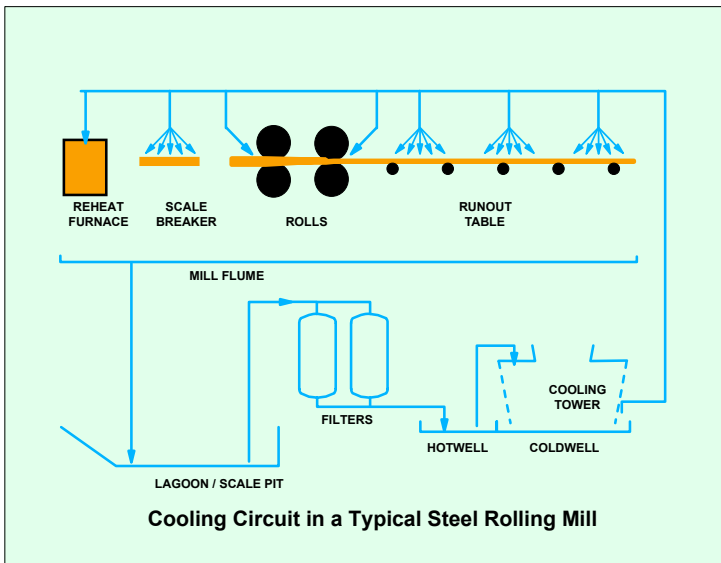 REHEAT
FURNACE
SCALE
BREAKER
ROLLS
RUNOUT
TABLE
MILL FLUME
FILTERS
COOLING
TOWER
HOTWELL
COLDWELL
LAGOON / SCALE PIT
Cooling Circuit in a Typical Steel Rolling Mill